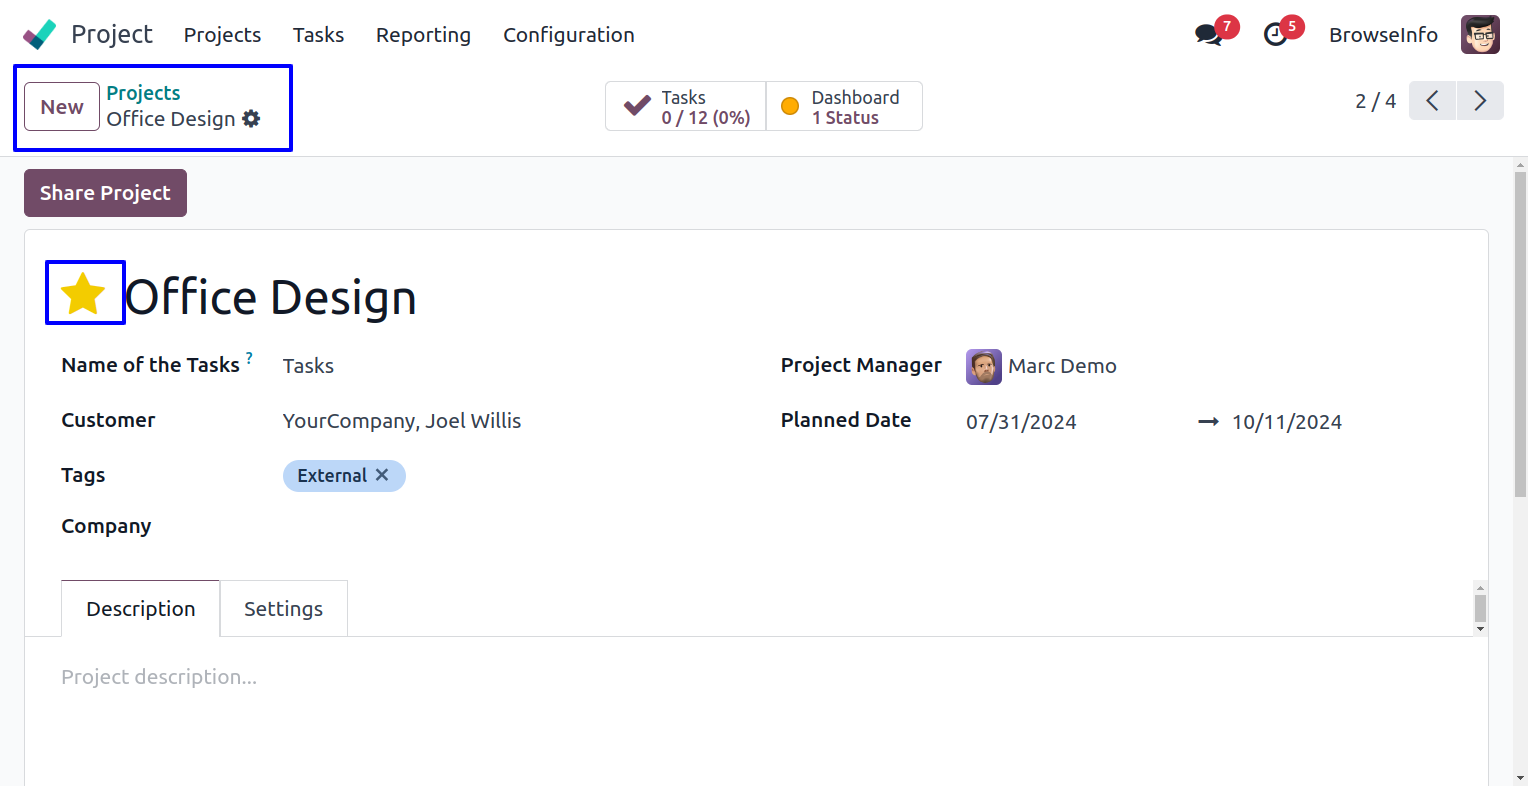 Project Projects Tasks Reporting Configuration 7 5 BrowseInfo
New Projects
Office Design
Tasks
0 / 12 (0%)
Dashboard
1 Status
2 / 4
Share Project
Office Design
Name of the Tasks ? Tasks
Project Manager Marc Demo
Customer YourCompany, Joel Willis
Planned Date 07/31/2024 → 10/11/2024
Tags External ✕
Company
Description Settings
Project description...